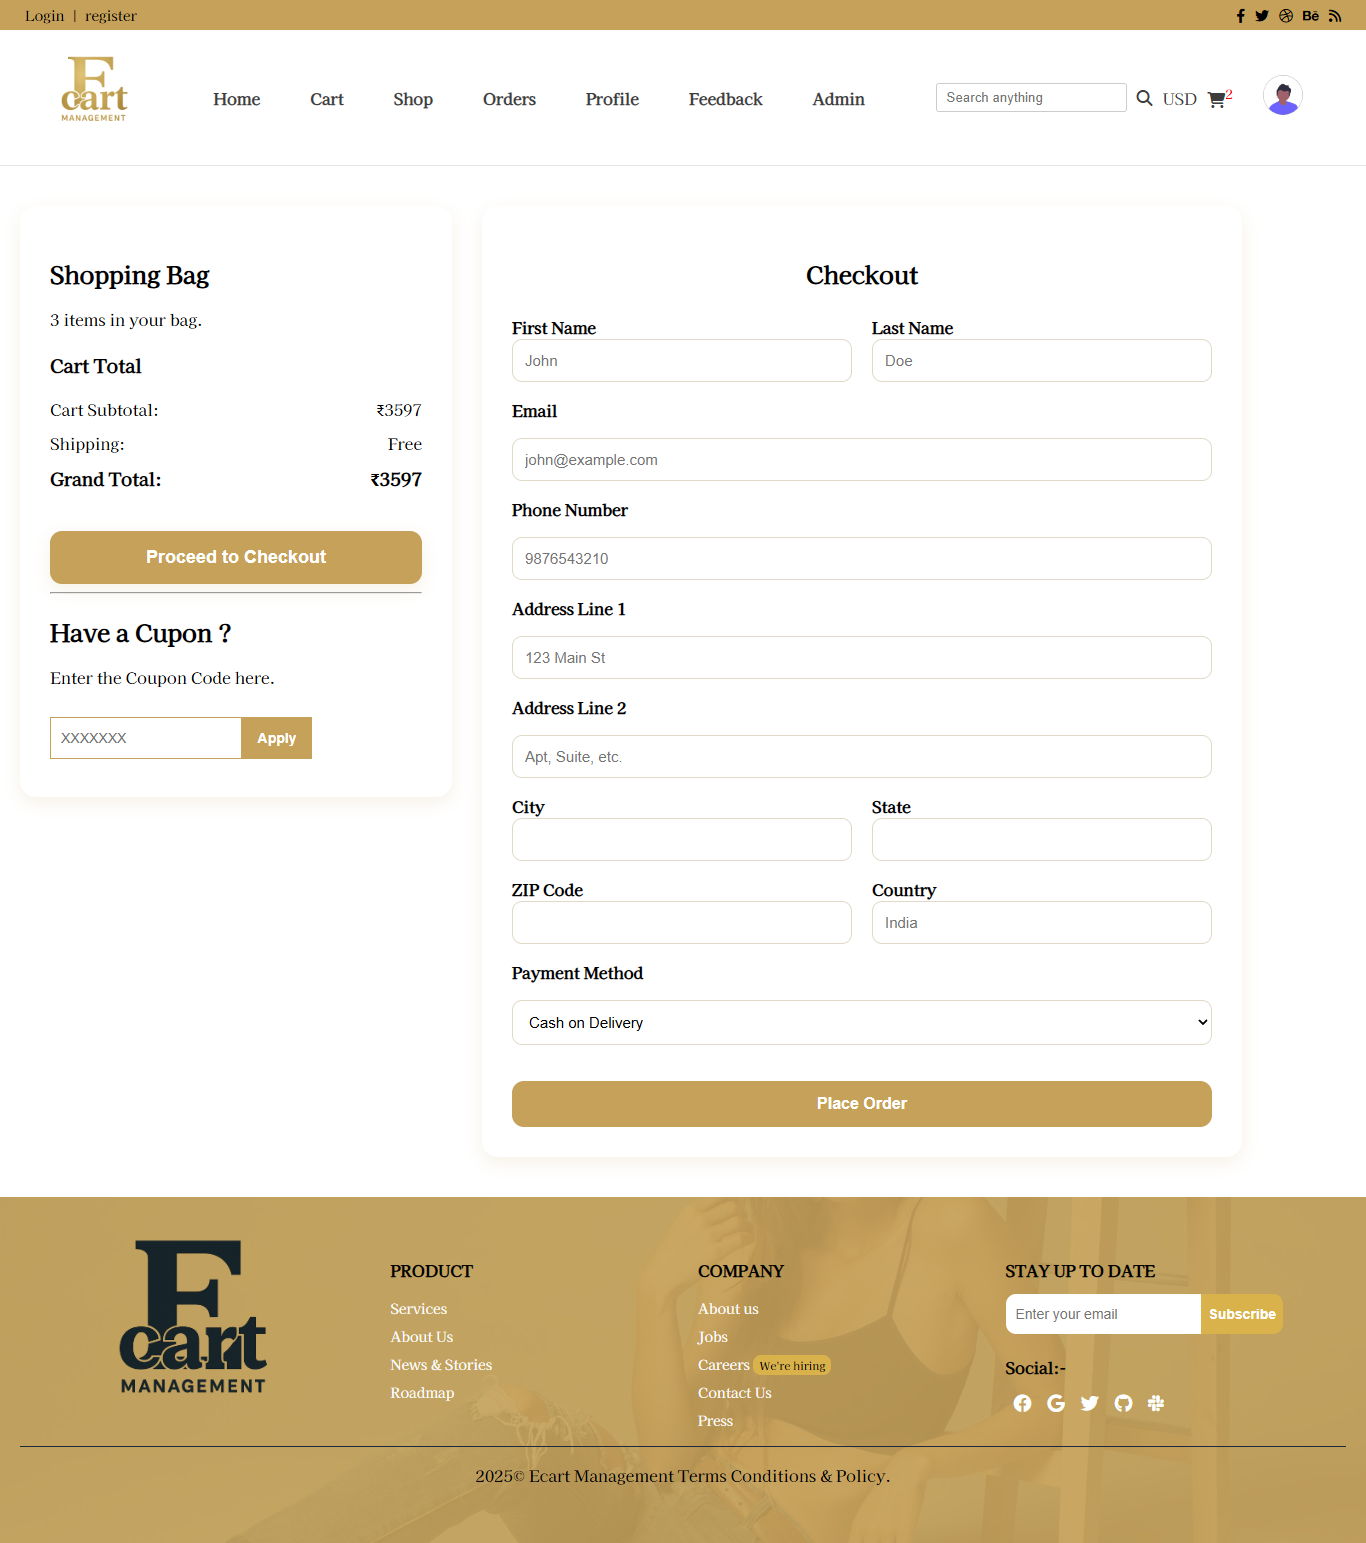 Login | register
Bē
E
cart
MANAGEMENT
Home Cart Shop Orders Profile Feedback Admin
Search anything
USD
2
Shopping Bag
3 items in your bag.
Cart Total
Cart Subtotal: ₹3597
Shipping: Free
Grand Total: ₹3597
Proceed to Checkout
Have a Cupon ?
Enter the Coupon Code here.
XXXXXXX Apply
Checkout
First Name Last Name
John Doe
Email
john@example.com
Phone Number
9876543210
Address Line 1
123 Main St
Address Line 2
Apt, Suite, etc.
City State
ZIP Code Country
India
Payment Method
Cash on Delivery
Place Order
E
cart
MANAGEMENT
PRODUCT
Services
About Us
News & Stories
Roadmap
COMPANY
About us
Jobs
Careers We're hiring
Contact Us
Press
STAY UP TO DATE
Enter your email Subscribe
Social:-
2025© Ecart Management Terms Conditions & Policy.